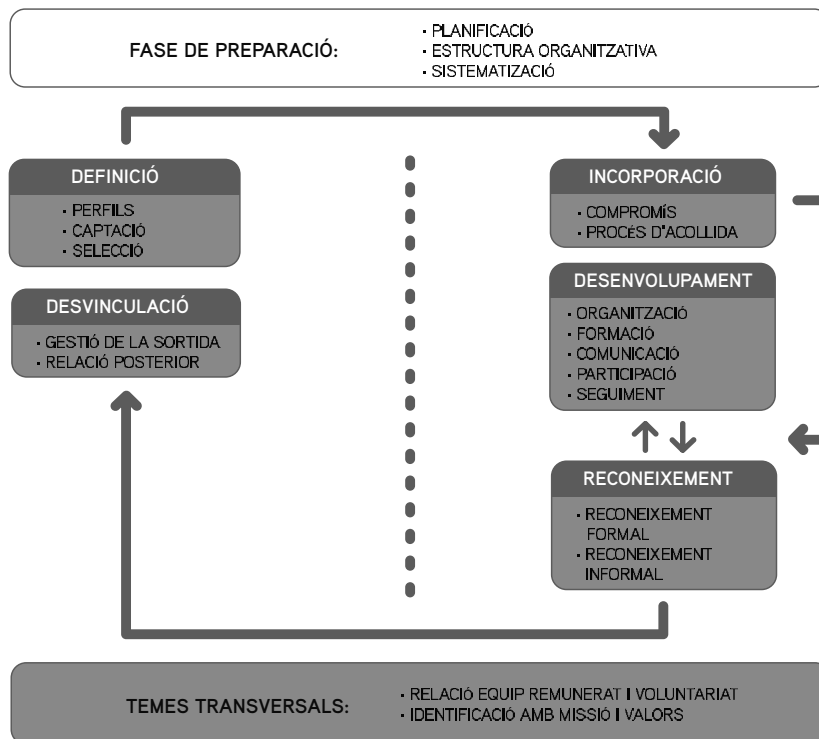 FASE DE PREPARACIÓ:
· PLANIFICACIÓ
· ESTRUCTURA ORGANITZATIVA
· SISTEMATIZACIÓ
DEFINICIÓ
· PERFILS
· CAPTACIÓ
· SELECCIÓ
DESVINCULACIÓ
· GESTIÓ DE LA SORTIDA
· RELACIÓ POSTERIOR
INCORPORACIÓ
· COMPROMíS
· PROCéS D'ACOLLIDA
DESENVOLUPAMENT
· ORGANITZACIÓ
· FORMACIÓ
· COMUNICACIÓ
· PARTICIPACIÓ
· SEGUIMENT
RECONEIXEMENT
· RECONEIXEMENT
FORMAL
· RECONEIXEMENT
INFORMAL
TEMES TRANSVERSALS:
· RELACIÓ EQUIP REMUNERAT I VOLUNTARIAT
· IDENTIFICACIÓ AMB MISSIÓ I VALORS